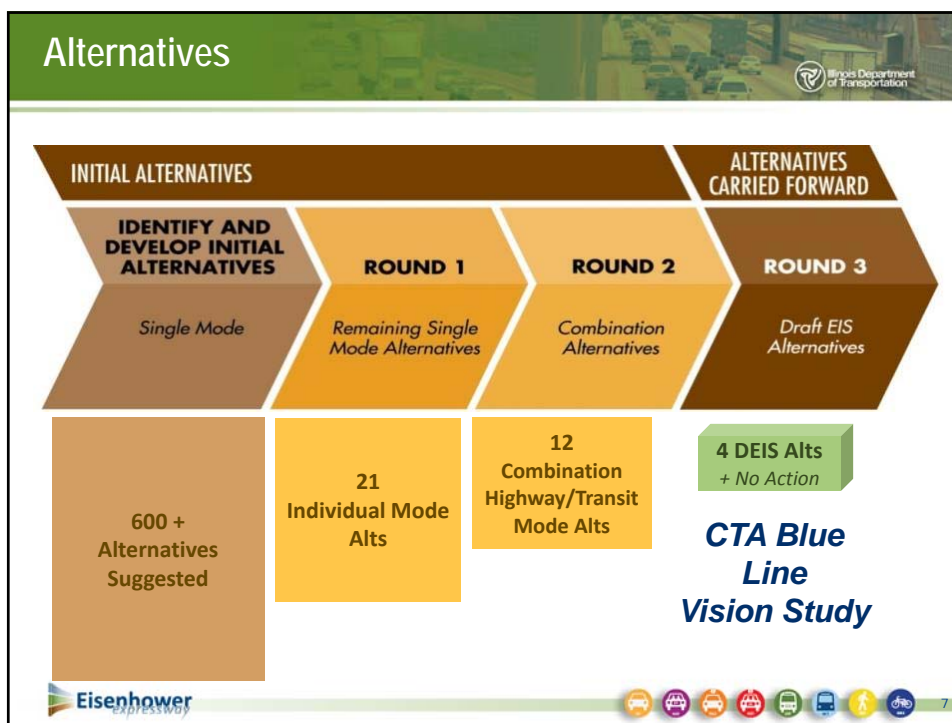 Alternatives
Illinois Department
of Transportation
INITIAL ALTERNATIVES
ALTERNATIVES
CARRIED FORWARD
IDENTIFY AND
DEVELOP INITIAL
ALTERNATIVES
Single Mode
ROUND 1
Remaining Single
Mode Alternatives
ROUND 2
Combination
Alternatives
ROUND 3
Draft EIS
Alternatives
600 +
Alternatives
Suggested
21
Individual Mode
Alts
12
Combination
Highway/Transit
Mode Alts
4 DEIS Alts
+ No Action
CTA Blue
Line
Vision Study
Eisenhower
expressway
7